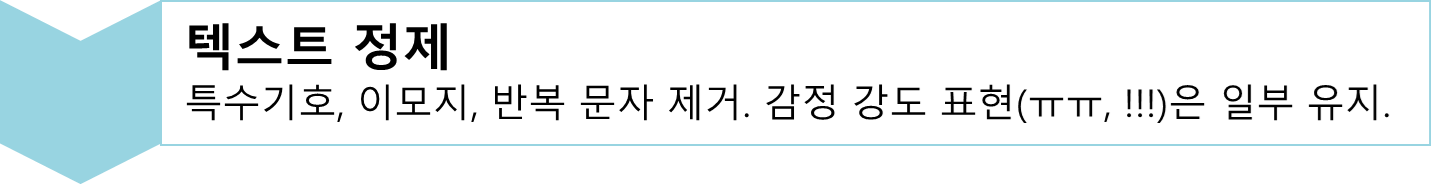 텍스트 정제
특수기호, 이모지, 반복 문자 제거. 감정 강도 표현(ㅠㅠ, !!!)은 일부 유지.